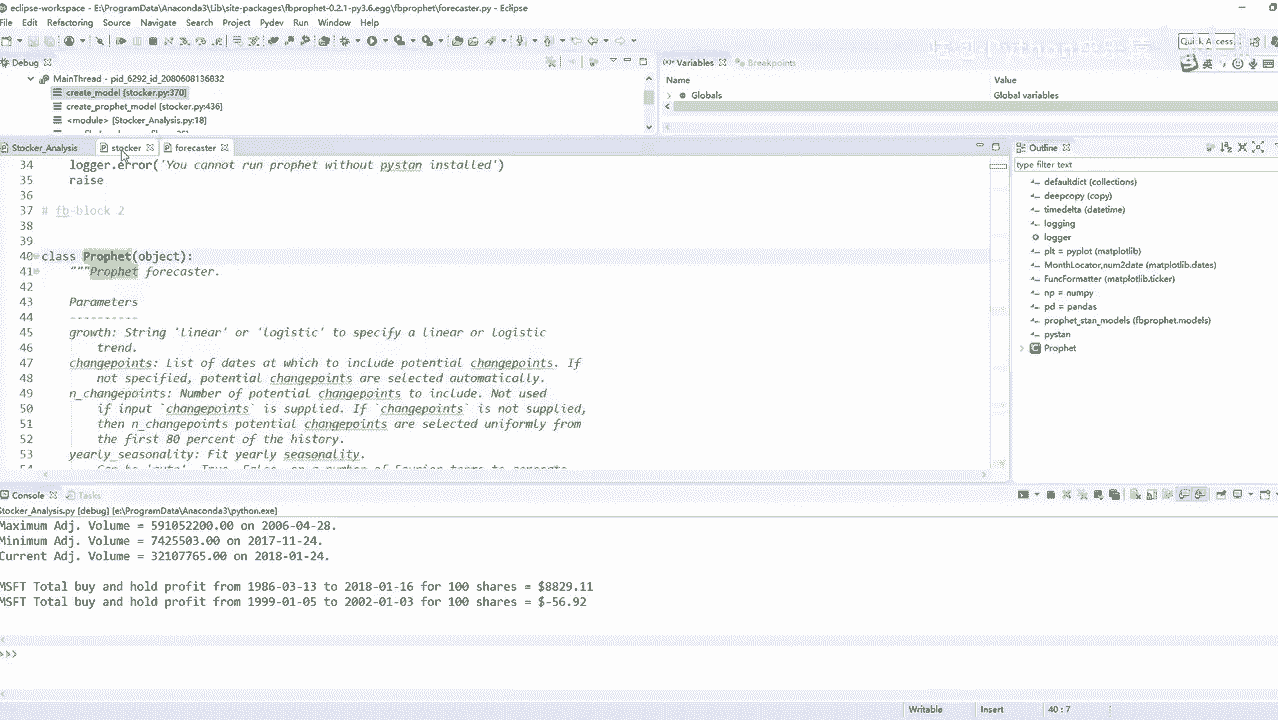 eclipse-workspace - E:\ProgramData\Anaconda3\Lib\site-packages\fbprophet-0.2.1-py3.6.egg\fbprophet\forecaster.py - Eclipse
File Edit Refactoring Source Navigate Search Project Pydev Run Window Help
Quick Access
Debug
MainThread - pid_6292_id_2080608136832
create_model [stocker.py:370]
create_prophet_model [stocker.py:436]
<module> [Stocker_Analysis.py:18]
Variables Breakpoints
Name Value
Globals Global variables
Stocker_Analysis stocker forecaster
34 logger.error('You cannot run prophet without pystan installed')
35 raise
36
37 # fb-block 2
38
39
40 class Prophet(object):
41 """Prophet forecaster.
42
43 Parameters
44 ----------
45 growth: String 'linear' or 'logistic' to specify a linear or logistic
46 trend.
47 changepoints: List of dates at which to include potential changepoints. If
48 not specified, potential changepoints are selected automatically.
49 n_changepoints: Number of potential changepoints to include. Not used
50 if input `changepoints` is supplied. If `changepoints` is not supplied,
51 then n_changepoints potential changepoints are selected uniformly from
52 the first 80 percent of the history.
53 yearly_seasonality: Fit yearly seasonality.
Outline
type filter text
defaultdict (collections)
deepcopy (copy)
timedelta (datetime)
logging
logger
plt = pyplot (matplotlib)
MonthLocator,num2date (matplotlib.dates)
FuncFormatter (matplotlib.ticker)
np = numpy
pd = pandas
prophet_stan_models (fbprophet.models)
pystan
Prophet
Console Tasks
Stocker_Analysis.py [debug] [e:\ProgramData\Anaconda3\python.exe]
Maximum Adj. Volume = 591052200.00 on 2006-04-28.
Minimum Adj. Volume = 7425503.00 on 2017-11-24.
Current Adj. Volume = 32107765.00 on 2018-01-24.
MSFT Total buy and hold profit from 1986-03-13 to 2018-01-16 for 100 shares = $8829.11
MSFT Total buy and hold profit from 1999-01-05 to 2002-01-03 for 100 shares = $-56.92
>>>
Writable Insert 40 : 7